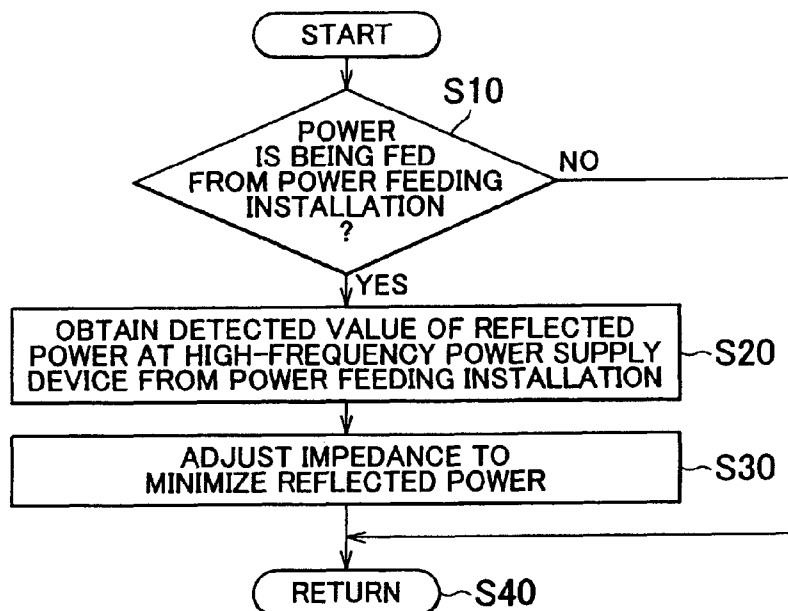 START
S10
POWER
IS BEING FED
FROM POWER FEEDING
INSTALLATION
?
NO
YES
OBTAIN DETECTED VALUE OF REFLECTED
POWER AT HIGH-FREQUENCY POWER SUPPLY
DEVICE FROM POWER FEEDING INSTALLATION
S20
ADJUST IMPEDANCE TO
MINIMIZE REFLECTED POWER
S30
RETURN
S40